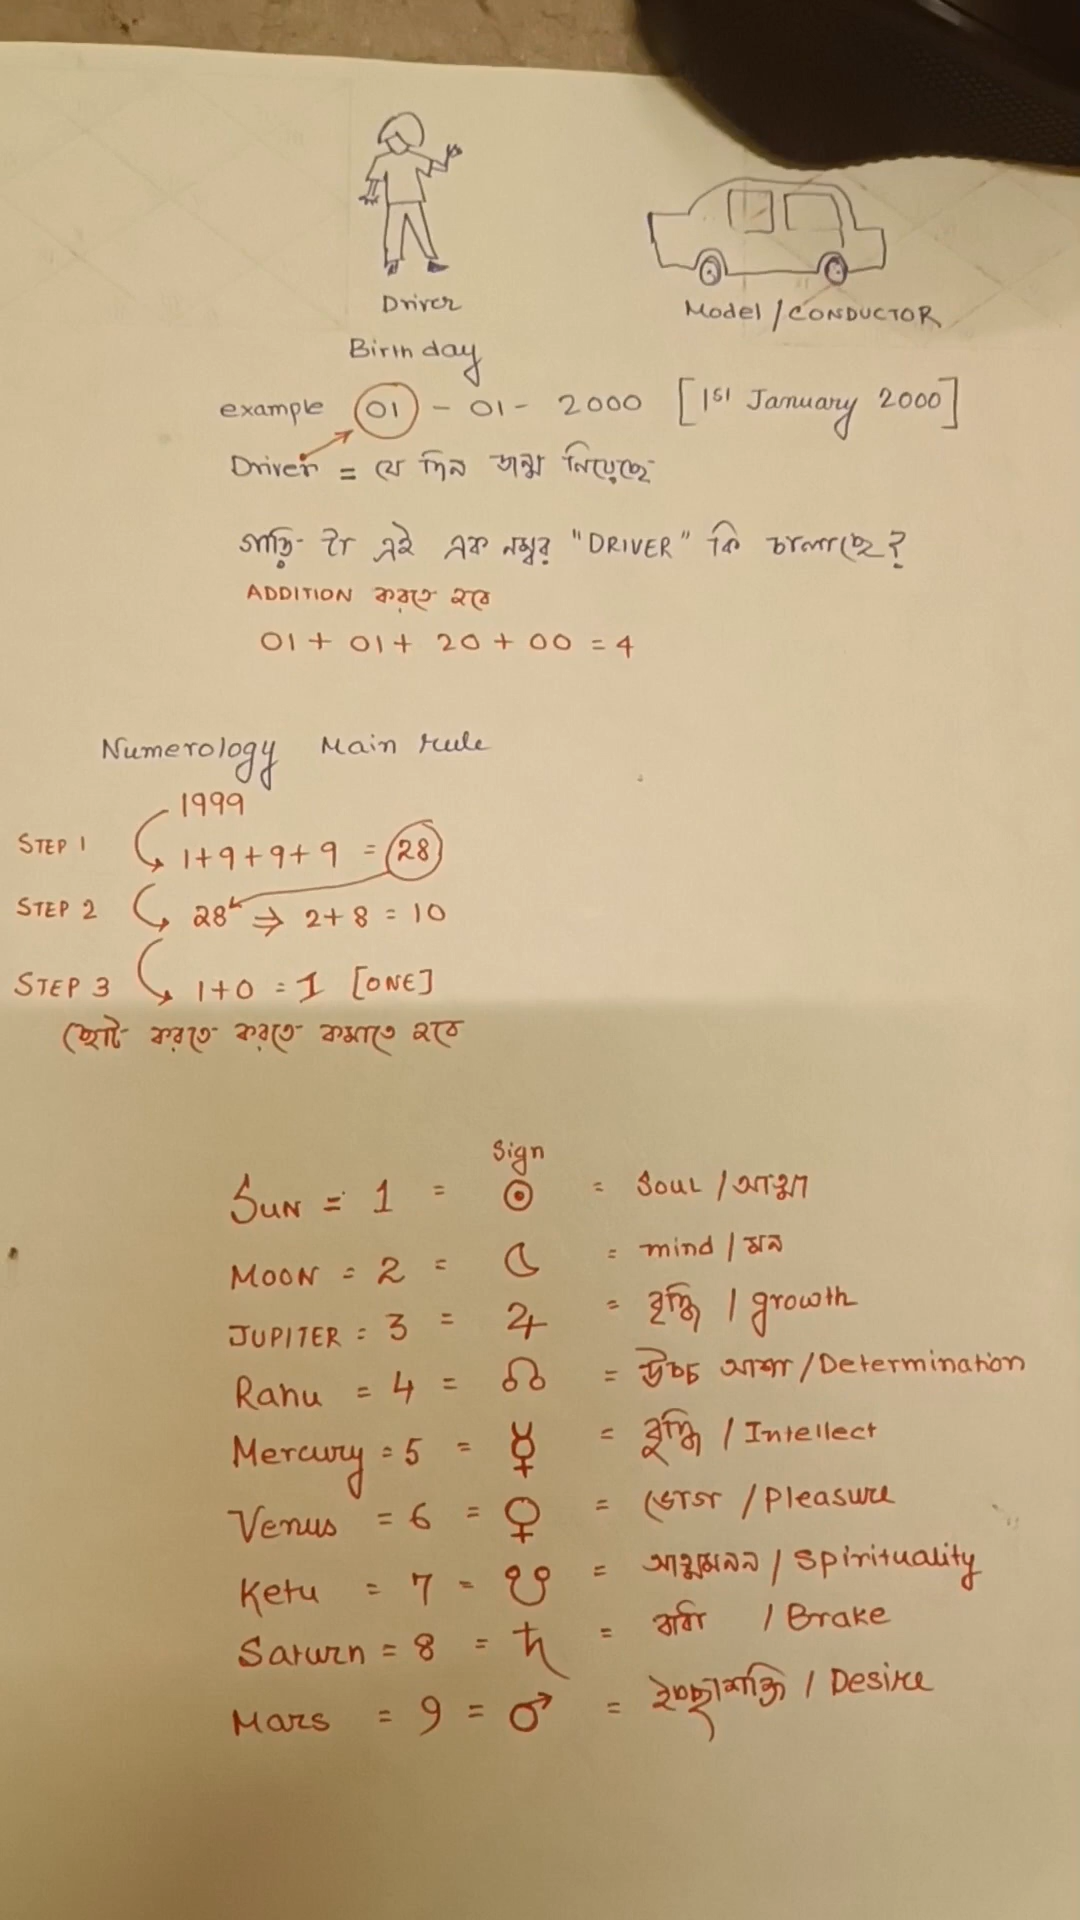 Driver
Model / CONDUCTOR
Birthday
example 01 - 01 - 2000 [1st January 2000]
Driver = যে দিন জন্ম নিয়েছে
গাড়ি টা এই এক নম্বর "DRIVER" কি চালাচ্ছে?
ADDITION করতে হবে
01 + 01 + 20 + 00 = 4
Numerology Main rule
1999
STEP 1 1+9+9+9 = 28
STEP 2 28 ⇒ 2+8 = 10
STEP 3 1+0 = 1 [ONE]
ছোট করতে করতে কমাতে হবে
Sign
SUN = 1 = ☉ = Soul / আত্মা
MOON = 2 = ☾ = mind / মন
JUPITER = 3 = ♃ = বৃদ্ধি / growth
Rahu = 4 = ☊ = উচ্চ আশা / Determination
Mercury = 5 = ☿ = বুদ্ধি / Intellect
Venus = 6 = ♀ = ভোগ / Pleasure
Ketu = 7 = ☋ = আত্মমনন / Spirituality
Saturn = 8 = ♄ = বাধা / Brake
Mars = 9 = ♂ = ইচ্ছাশক্তি / Desire